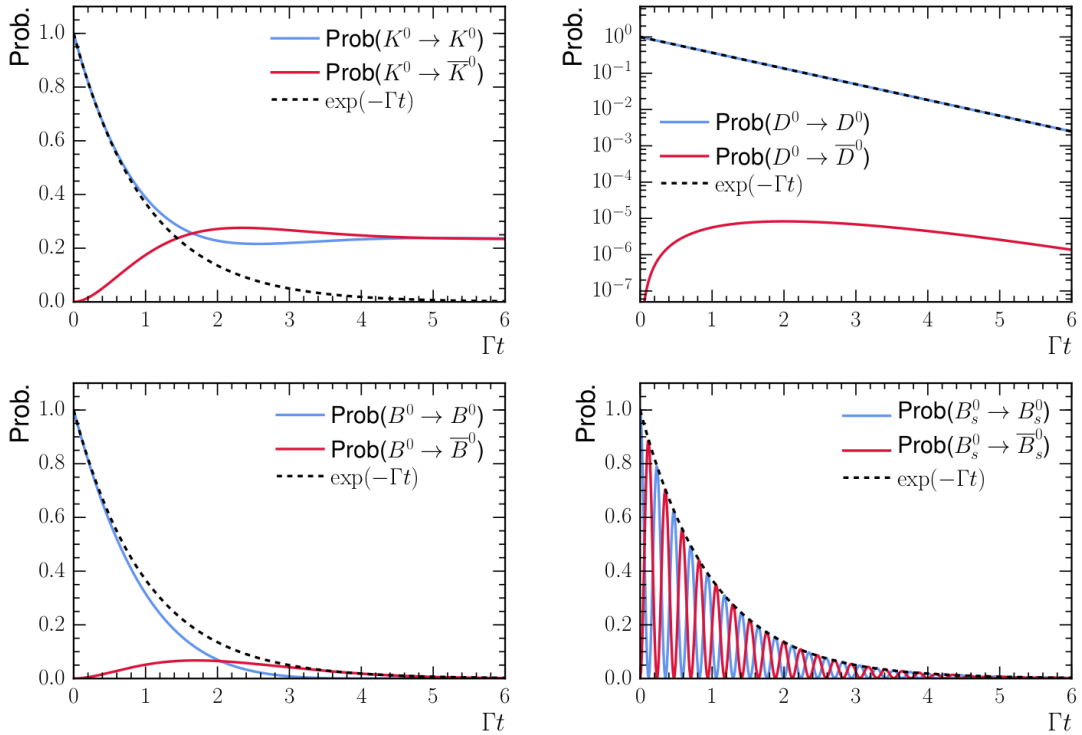 Prob.
1.0
0.8
0.6
0.4
0.2
0.0
Prob(K⁰ → K⁰)
Prob(K⁰ → K̅⁰)
exp(−Γt)
0 1 2 3 4 5 6
Γt
Prob.
10⁰
10⁻¹
10⁻²
10⁻³
10⁻⁴
10⁻⁵
10⁻⁶
10⁻⁷
Prob(D⁰ → D⁰)
Prob(D⁰ → D̅⁰)
exp(−Γt)
0 1 2 3 4 5 6
Γt
Prob.
1.0
0.8
0.6
0.4
0.2
0.0
Prob(B⁰ → B⁰)
Prob(B⁰ → B̅⁰)
exp(−Γt)
0 1 2 3 4 5 6
Γt
Prob.
1.0
0.8
0.6
0.4
0.2
0.0
Prob(Bₛ⁰ → Bₛ⁰)
Prob(Bₛ⁰ → B̅ₛ⁰)
exp(−Γt)
0 1 2 3 4 5 6
Γt